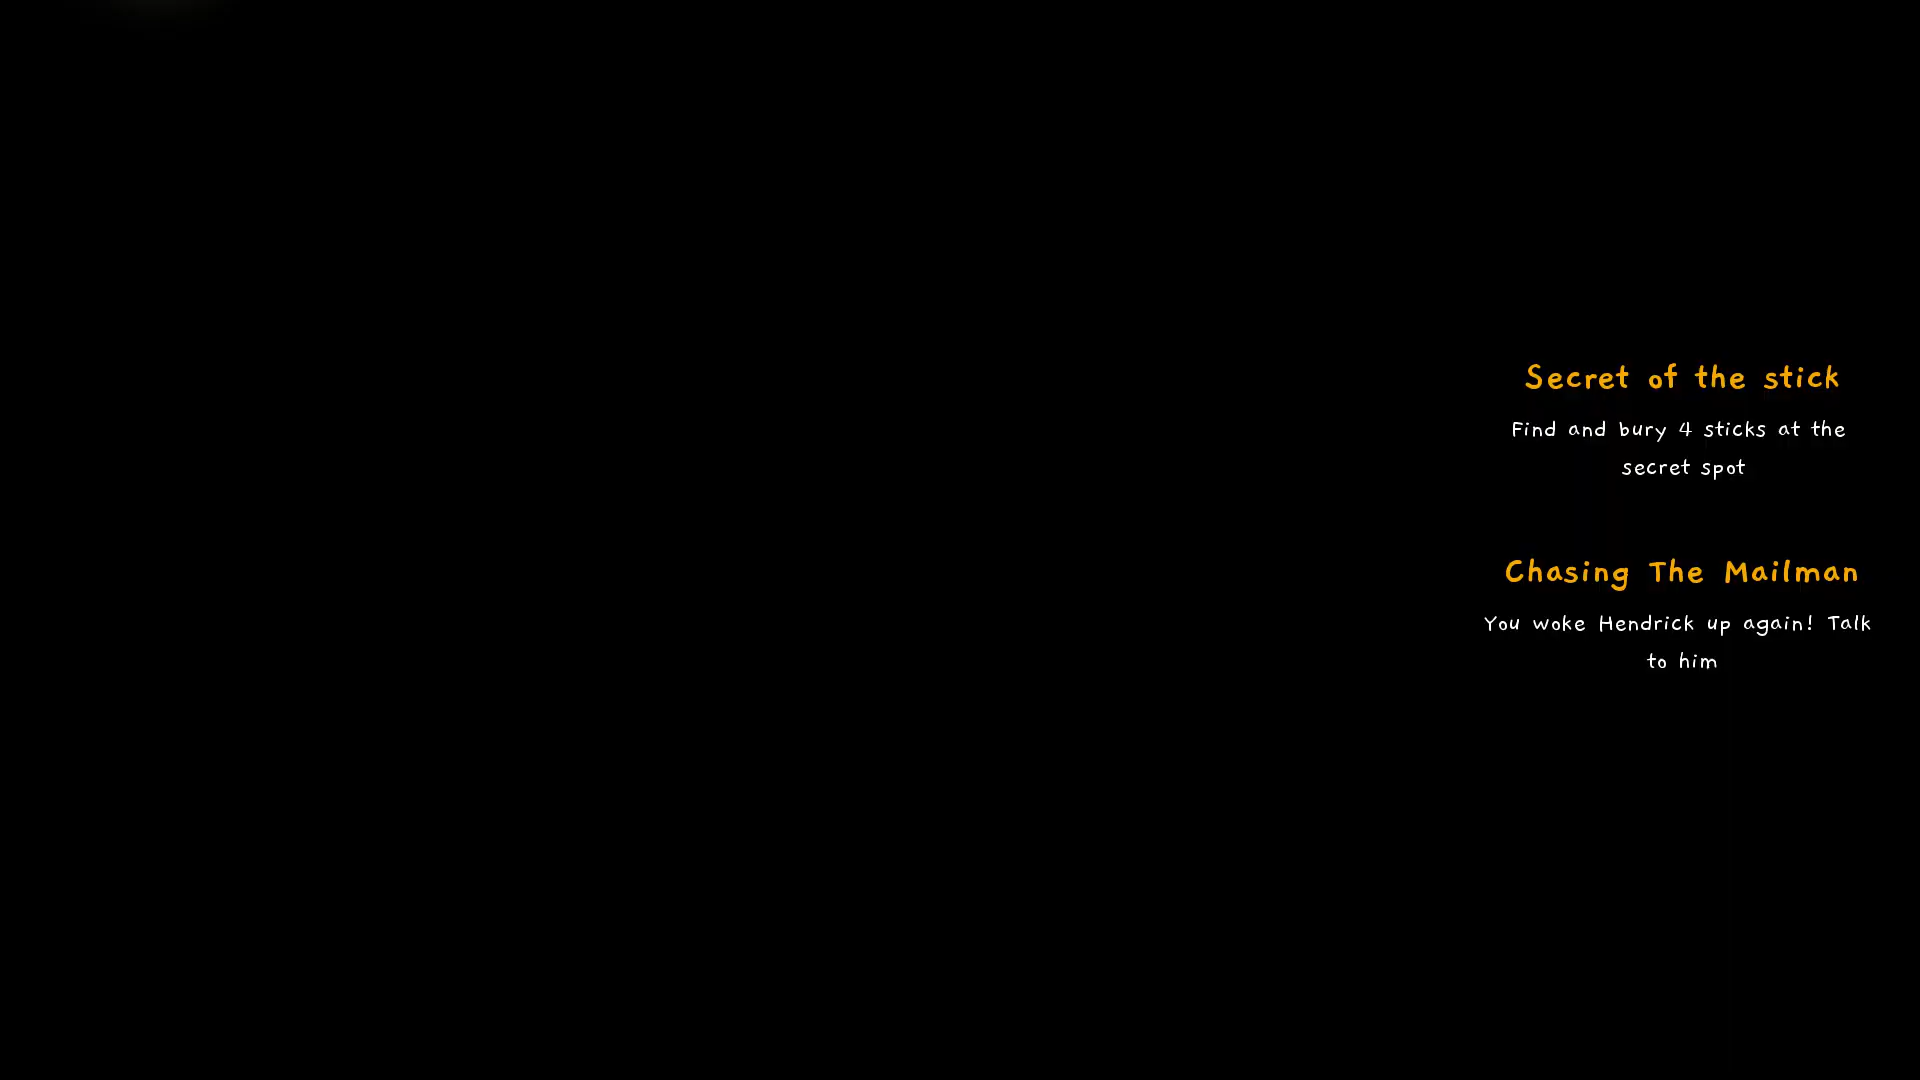 Secret of the stick
Find and bury 4 sticks at the
secret spot
Chasing The Mailman
You woke Hendrick up again! Talk
to him